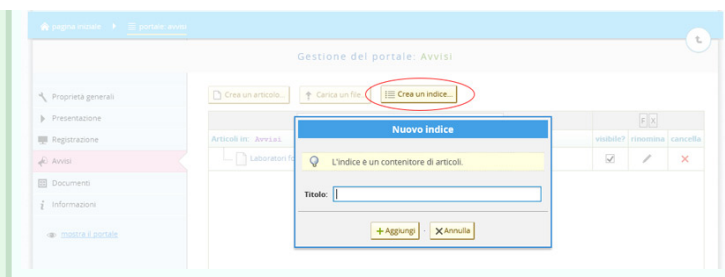 pagina iniziale portale: avvisi
Gestione del portale: Avvisi
Proprietà generali
Presentazione
Registrazione
Avvisi
Documenti
Informazioni
mostra il portale
Crea un articolo... Carica un file... Crea un indice...
Articoli in: visibile? rinomina cancella
Laboratori
Nuovo indice
L'indice è un contenitore di articoli.
Titolo:
Aggiungi Annulla